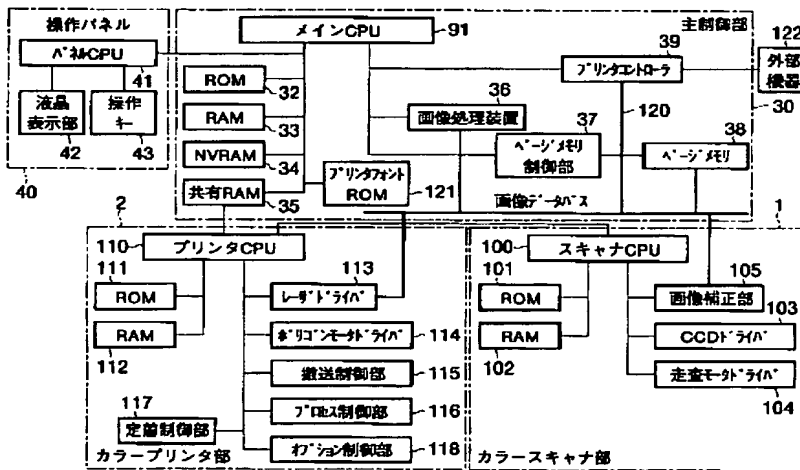 操作パネル
パネルCPU
41
液晶
表示部
42
操作
キー
43
40
メインCPU
91
主制御部
ROM
32
RAM
33
NVRAM
34
共有RAM
35
プリンタフォント
ROM
121
36
画像処理装置
37
ページメモリ
制御部
39
プリンタコントローラ
120
38
ページメモリ
画像データバス
122
外部
機器
30
2
110
プリンタCPU
111
ROM
RAM
112
113
レーザドライバ
ポリゴンモータドライバ
114
搬送制御部
115
プロセス制御部
116
117
定着制御部
オプション制御部
118
カラープリンタ部
1
100
スキャナCPU
101
ROM
RAM
102
105
画像補正部
103
CCDドライバ
走査モータドライバ
104
カラースキャナ部